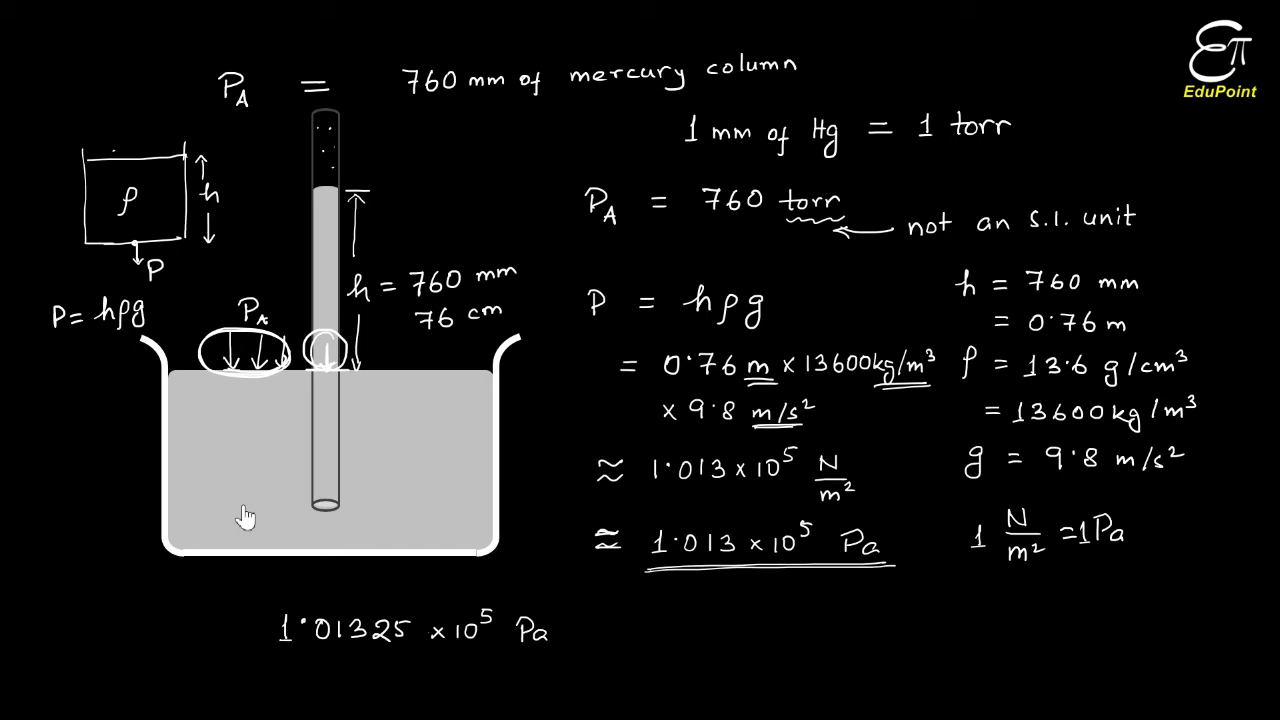 Eπ
EduPoint
P_A = 760 mm of mercury column
1 mm of Hg = 1 torr
P_A = 760 torr
not an S.I. unit
ρ
h
P
P = hρg
P_A
h = 760 mm
76 cm
P = hρg
= 0.76 m × 13600 kg/m³
× 9.8 m/s²
≈ 1.013 × 10⁵ N/m²
≈ 1.013 × 10⁵ Pa
h = 760 mm
= 0.76 m
ρ = 13.6 g/cm³
= 13600 kg/m³
g = 9.8 m/s²
1 N/m² = 1 Pa
1.01325 × 10⁵ Pa